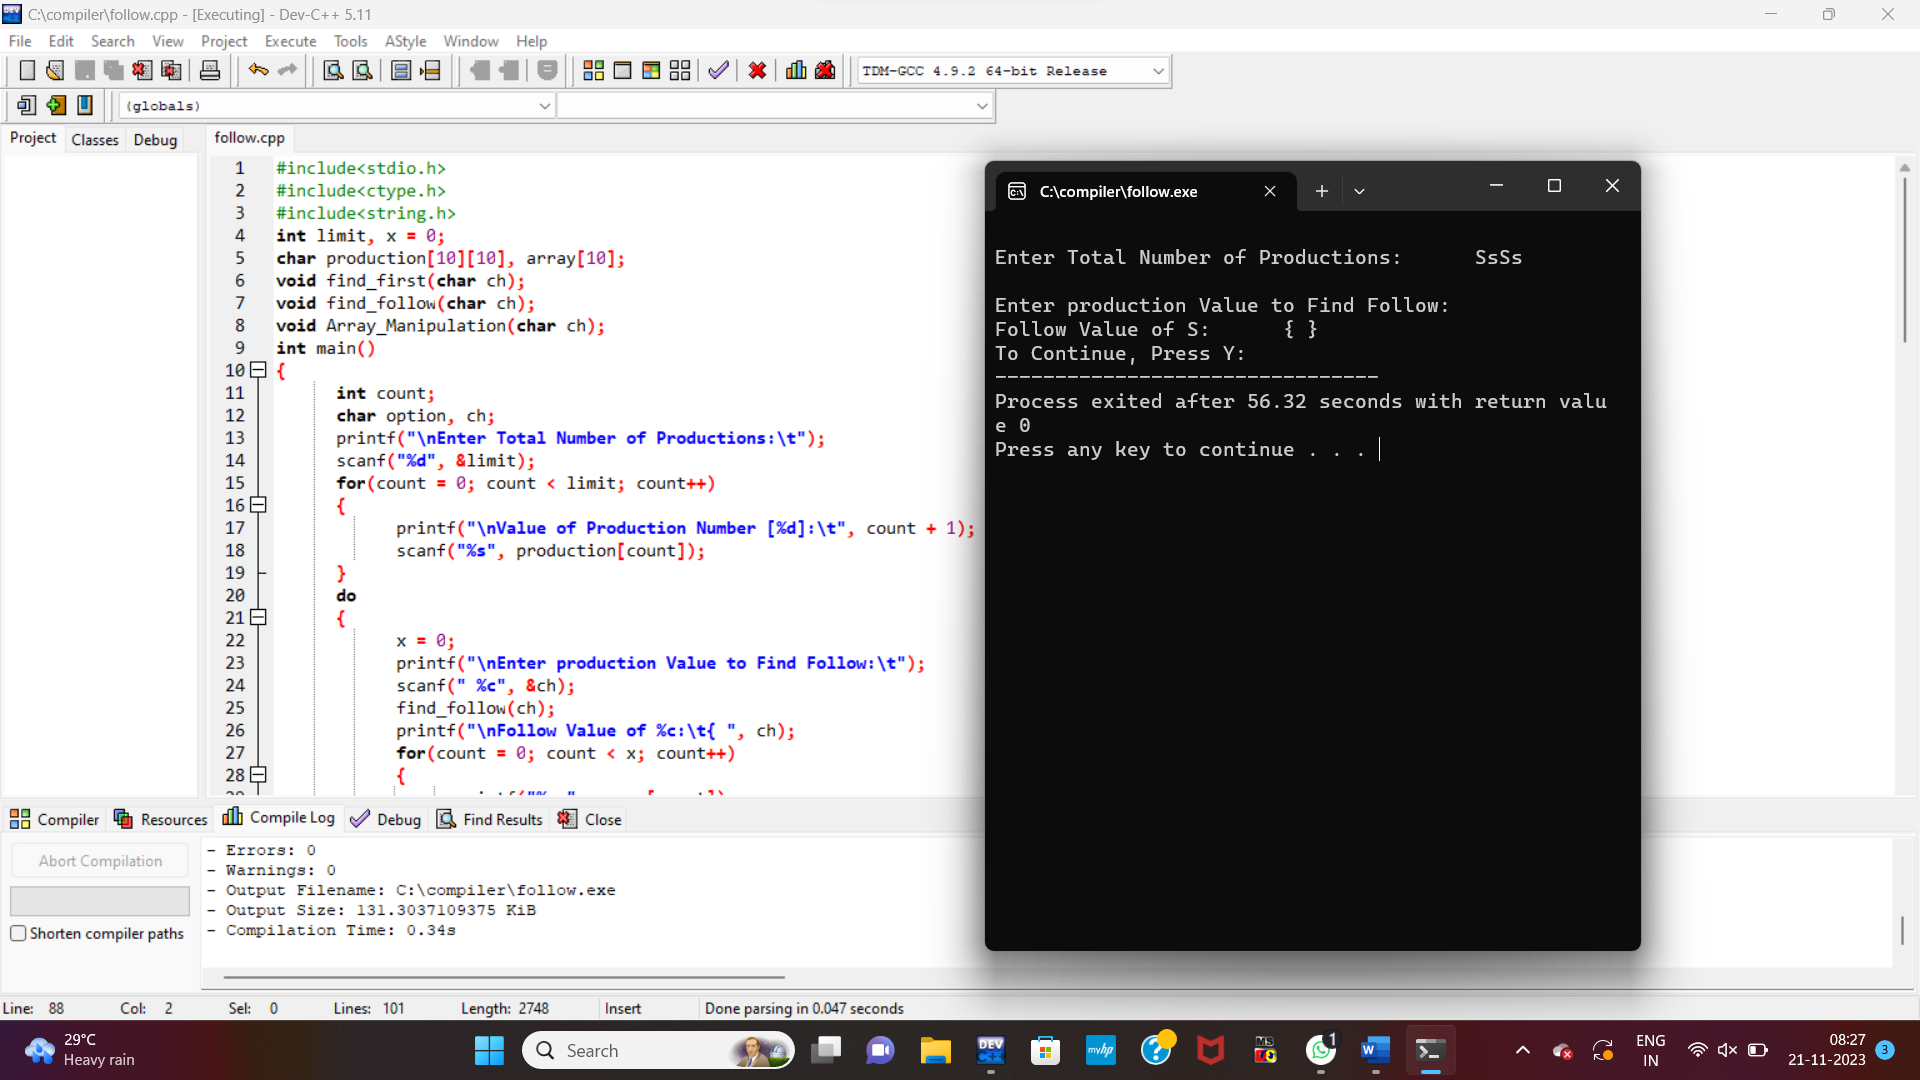 C:\compiler\follow.cpp - [Executing] - Dev-C++ 5.11
File Edit Search View Project Execute Tools AStyle Window Help
TDM-GCC 4.9.2 64-bit Release
(globals)
Project Classes Debug
follow.cpp
1 #include<stdio.h>
2 #include<ctype.h>
3 #include<string.h>
4 int limit, x = 0;
5 char production[10][10], array[10];
6 void find_first(char ch);
7 void find_follow(char ch);
8 void Array_Manipulation(char ch);
9 int main()
10 {
11 int count;
12 char option, ch;
13 printf("\nEnter Total Number of Productions:\t");
14 scanf("%d", &limit);
15 for(count = 0; count < limit; count++)
16 {
17 printf("\nValue of Production Number [%d]:\t", count + 1);
18 scanf("%s", production[count]);
19 }
20 do
21 {
22 x = 0;
23 printf("\nEnter production Value to Find Follow:\t");
24 scanf(" %c", &ch);
25 find_follow(ch);
26 printf("\nFollow Value of %c:\t{ ", ch);
27 for(count = 0; count < x; count++)
28 {
C:\compiler\follow.exe
Enter Total Number of Productions: SsSs
Enter production Value to Find Follow:
Follow Value of S: { }
To Continue, Press Y:
--------------------------------
Process exited after 56.32 seconds with return valu
e 0
Press any key to continue . . .
Compiler Resources Compile Log Debug Find Results Close
Abort Compilation
Shorten compiler paths
- Errors: 0
- Warnings: 0
- Output Filename: C:\compiler\follow.exe
- Output Size: 131.3037109375 KiB
- Compilation Time: 0.34s
Line: 88 Col: 2 Sel: 0 Lines: 101 Length: 2748 Insert Done parsing in 0.047 seconds
29°C
Heavy rain
Search
DEV
C++
myhp
MS
1
W
ENG
IN
08:27
21-11-2023
3